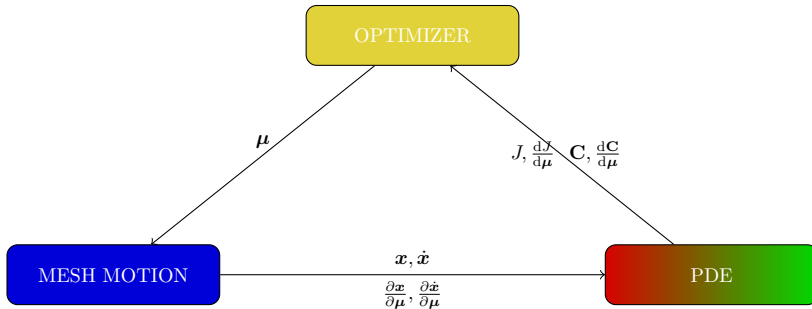 OPTIMIZER
μ
J, dJ/dμ C, dC/dμ
MESH MOTION
x, ẋ
∂x/∂μ, ∂ẋ/∂μ
PDE